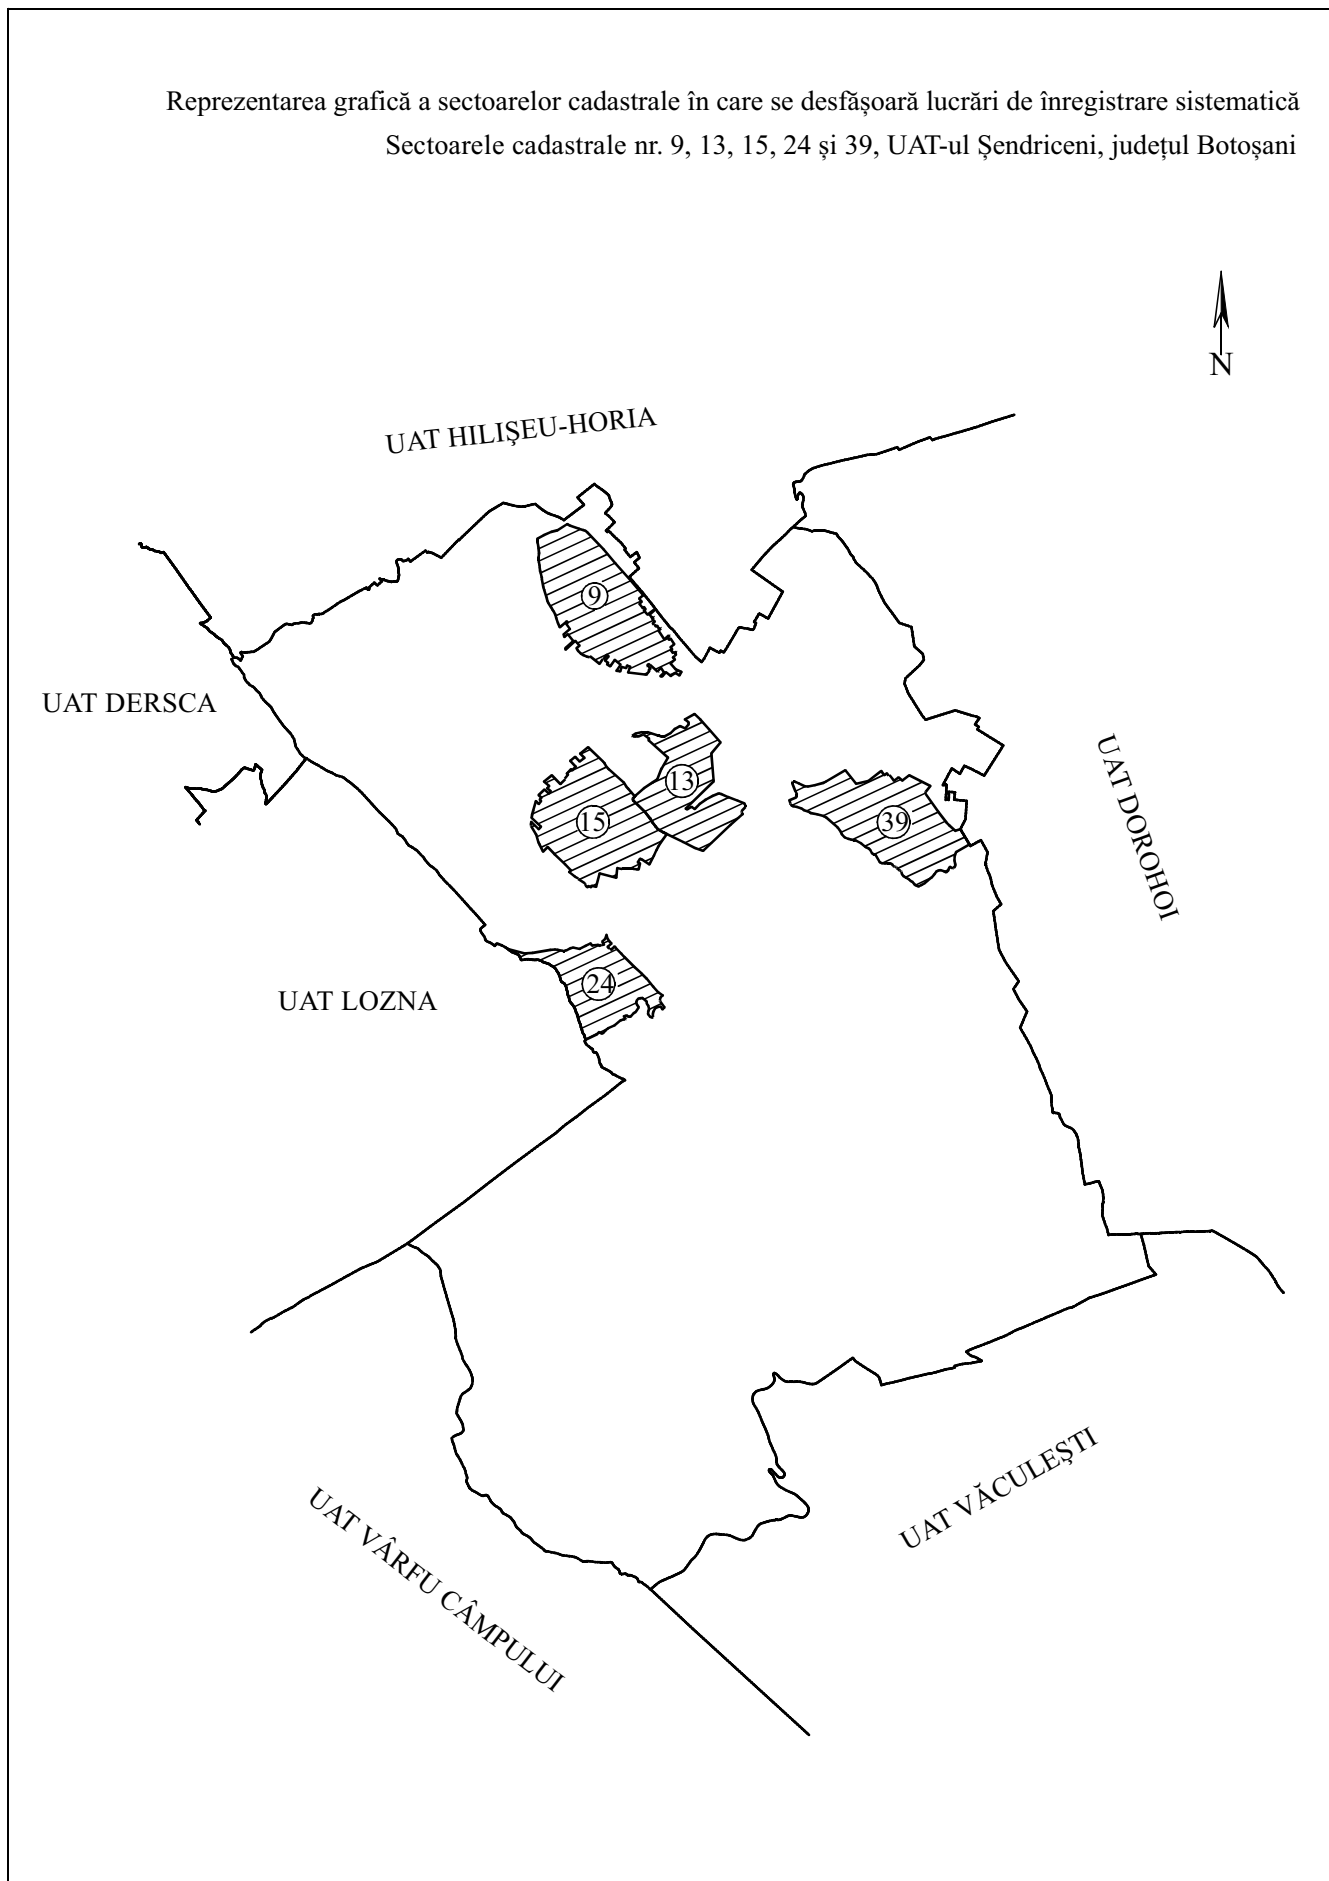 Reprezentarea grafică a sectoarelor cadastrale în care se desfășoară lucrări de înregistrare sistematică
Sectoarele cadastrale nr. 9, 13, 15, 24 și 39, UAT-ul Șendriceni, județul Botoșani
N
UAT HILIŞEU-HORIA
9
UAT DERSCA
13
15
39
UAT DOROHOI
24
UAT LOZNA
UAT VÂRFU CÂMPULUI
UAT VĂCULEŞTI